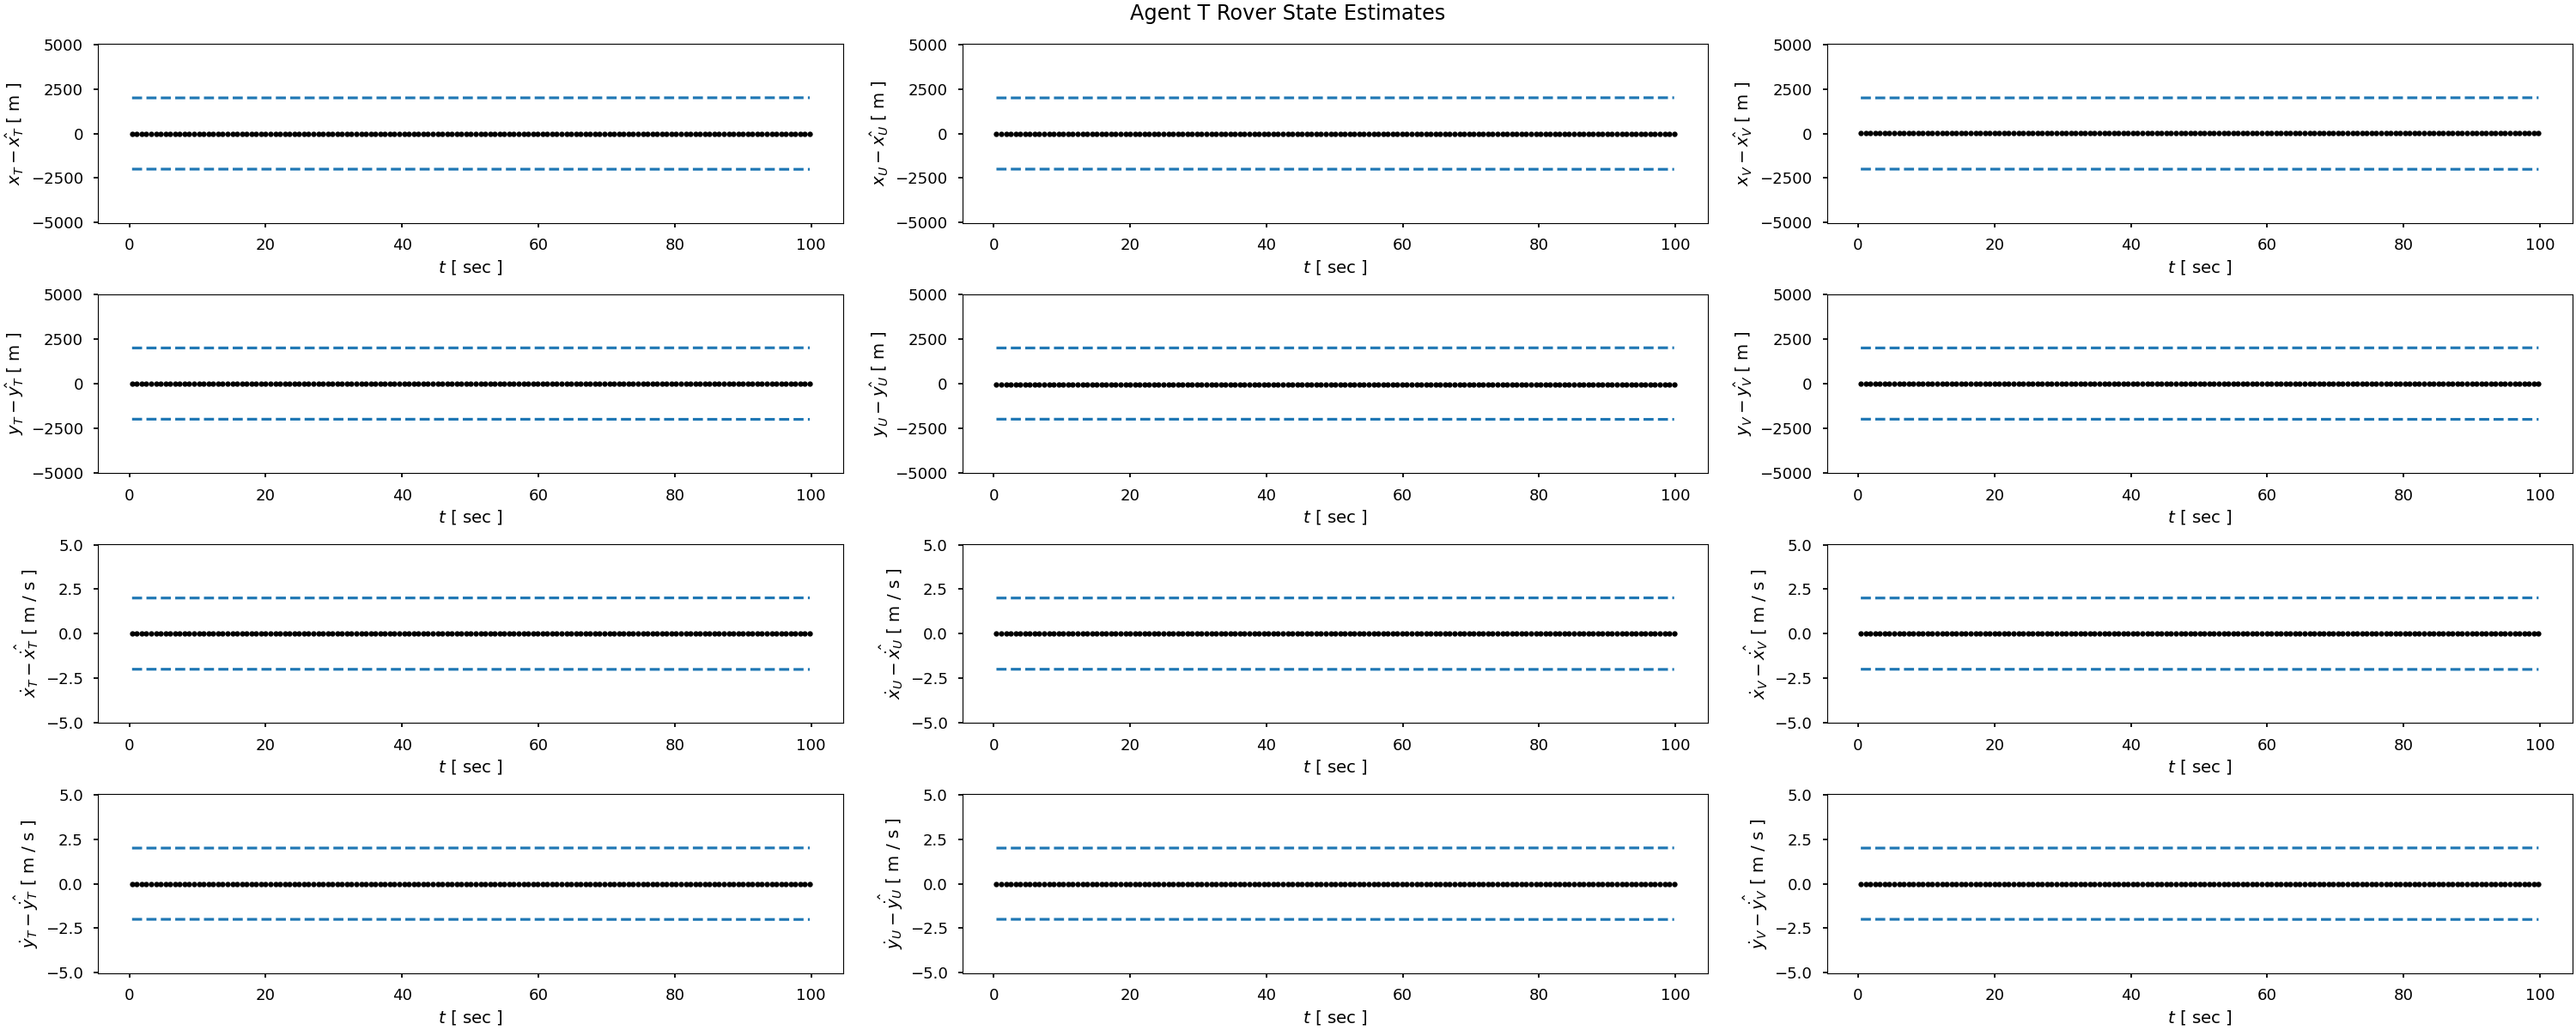 Agent T Rover State Estimates
5000
2500
0
−2500
−5000
0 20 40 60 80 100
t [ sec ]
x_T − x̂_T [ m ]
5000
2500
0
−2500
−5000
0 20 40 60 80 100
t [ sec ]
x_U − x̂_U [ m ]
5000
2500
0
−2500
−5000
0 20 40 60 80 100
t [ sec ]
x_V − x̂_V [ m ]
5000
2500
0
−2500
−5000
0 20 40 60 80 100
t [ sec ]
y_T − ŷ_T [ m ]
5000
2500
0
−2500
−5000
0 20 40 60 80 100
t [ sec ]
y_U − ŷ_U [ m ]
5000
2500
0
−2500
−5000
0 20 40 60 80 100
t [ sec ]
y_V − ŷ_V [ m ]
5.0
2.5
0.0
−2.5
−5.0
0 20 40 60 80 100
t [ sec ]
ẋ_T − ẋ̂_T [ m / s ]
5.0
2.5
0.0
−2.5
−5.0
0 20 40 60 80 100
t [ sec ]
ẋ_U − ẋ̂_U [ m / s ]
5.0
2.5
0.0
−2.5
−5.0
0 20 40 60 80 100
t [ sec ]
ẋ_V − ẋ̂_V [ m / s ]
5.0
2.5
0.0
−2.5
−5.0
0 20 40 60 80 100
t [ sec ]
ẏ_T − ẏ̂_T [ m / s ]
5.0
2.5
0.0
−2.5
−5.0
0 20 40 60 80 100
t [ sec ]
ẏ_U − ẏ̂_U [ m / s ]
5.0
2.5
0.0
−2.5
−5.0
0 20 40 60 80 100
t [ sec ]
ẏ_V − ẏ̂_V [ m / s ]